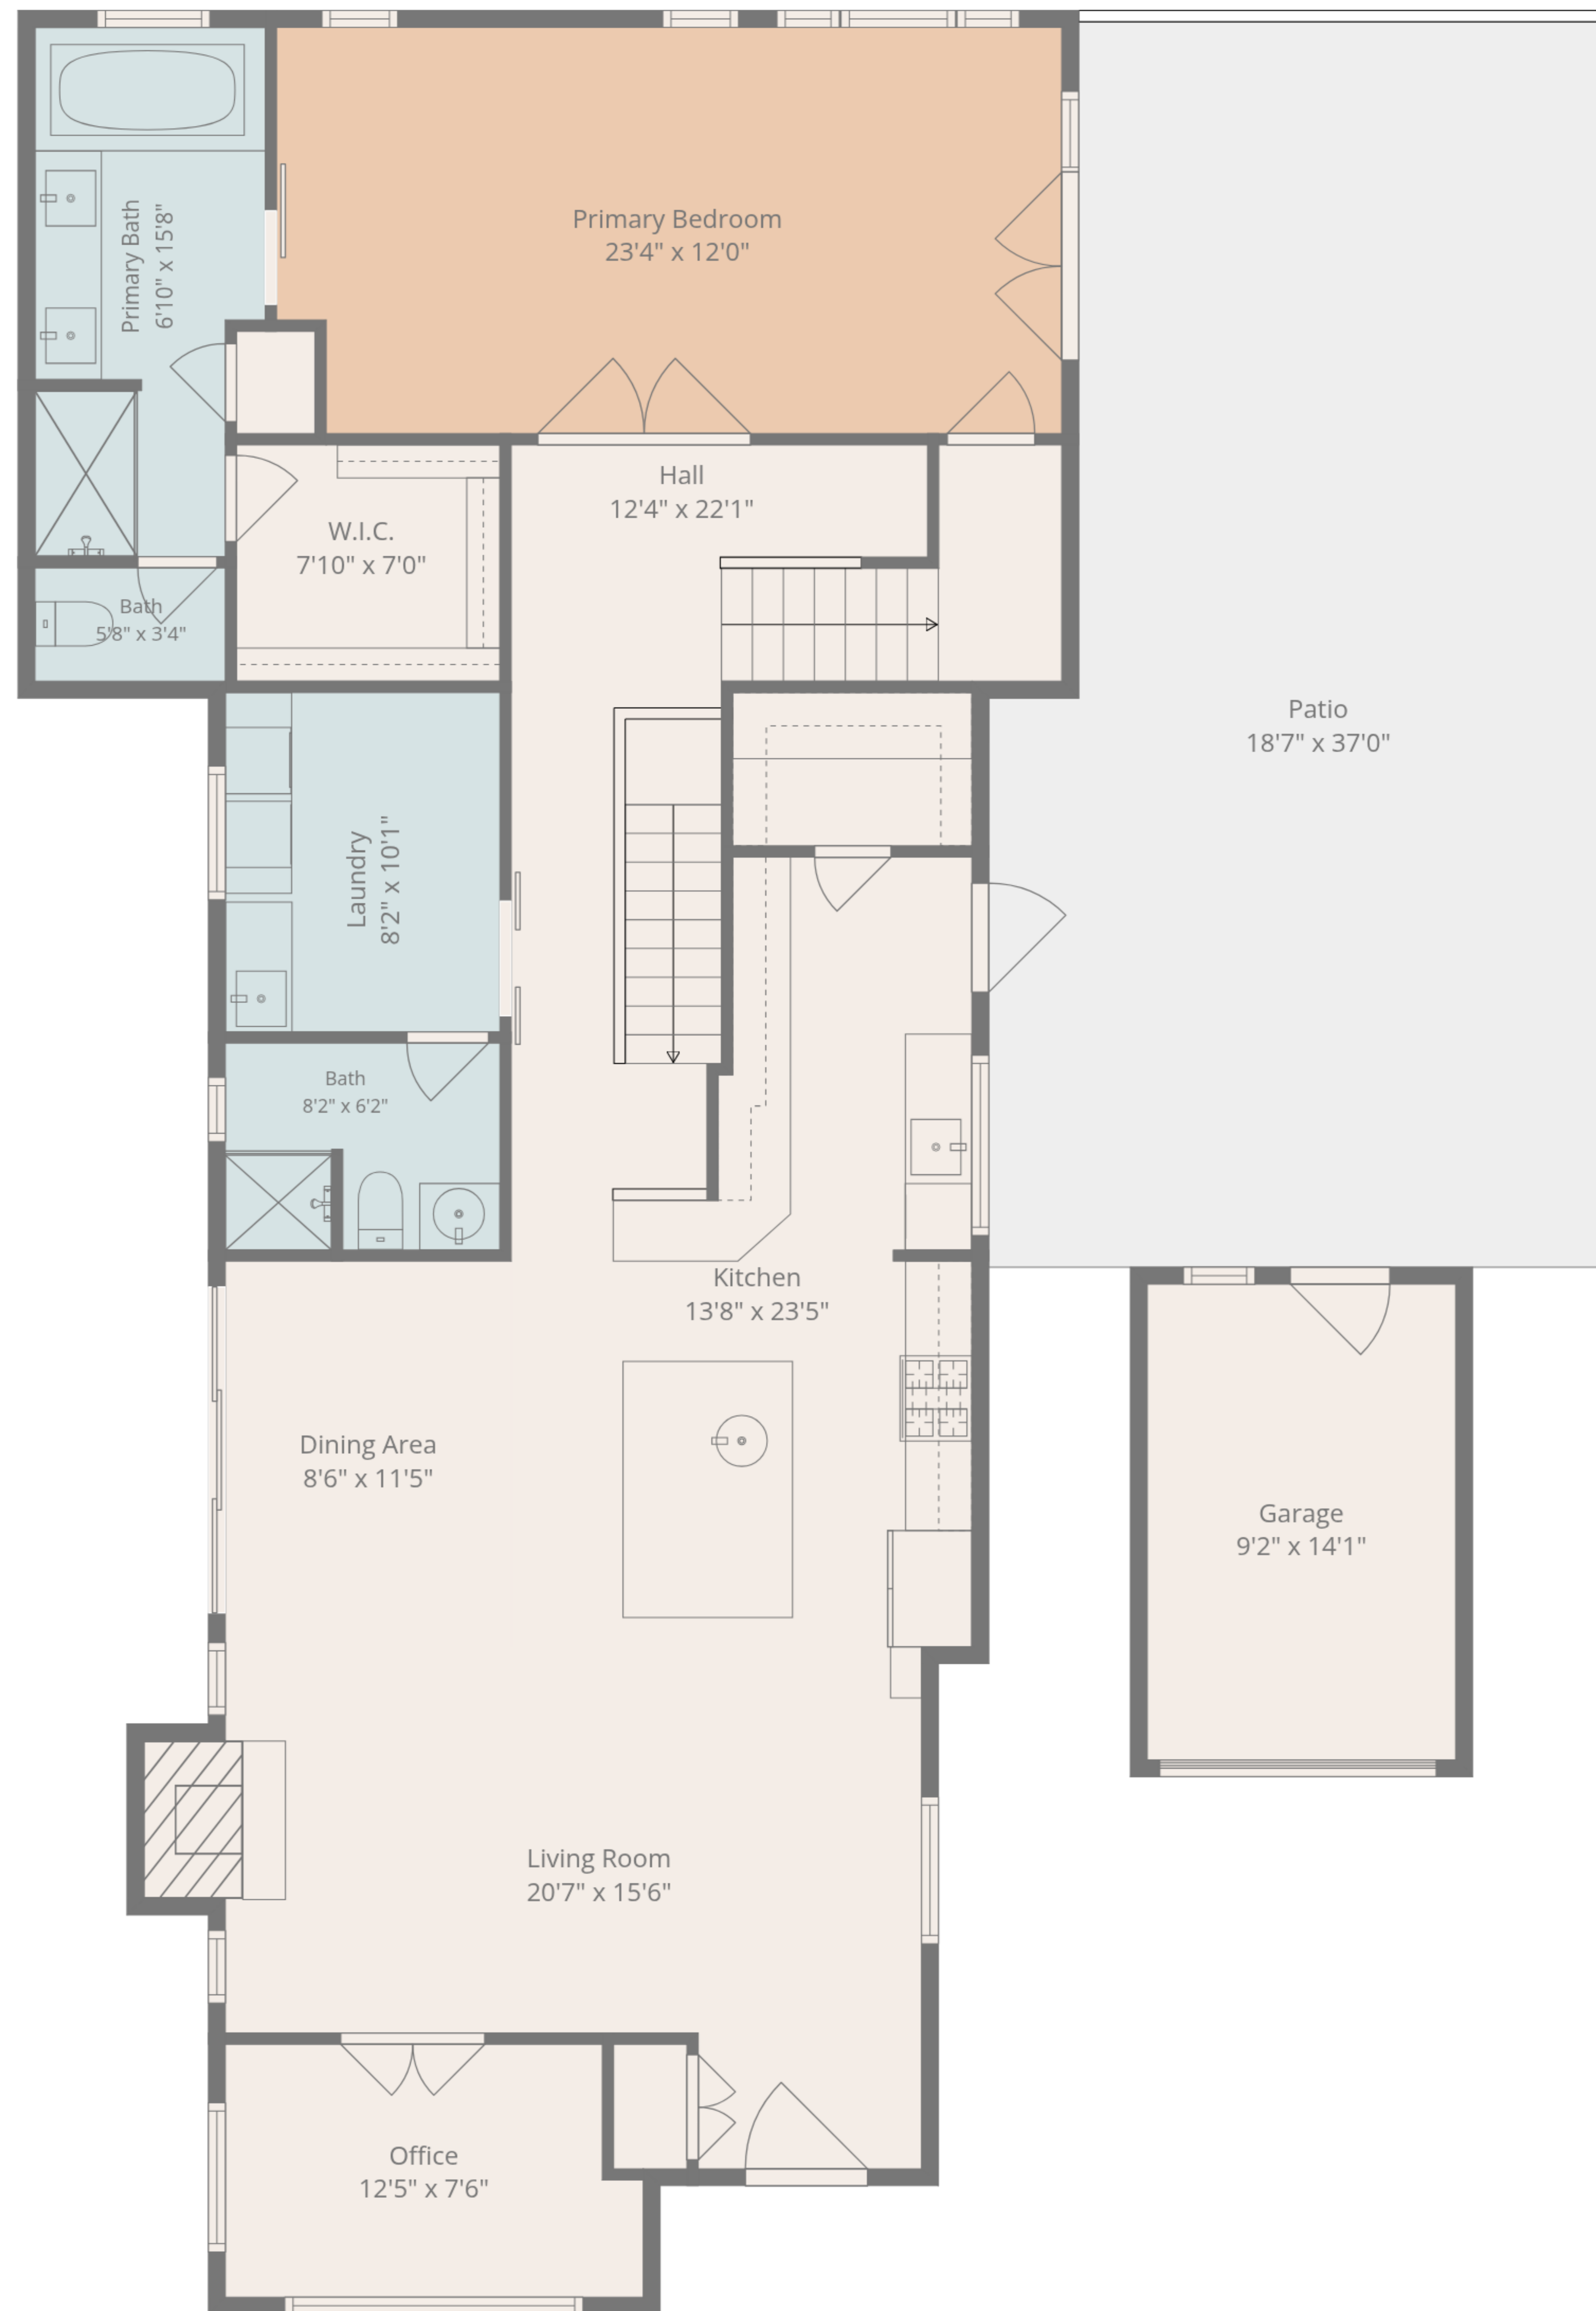 Primary Bedroom
23'4" x 12'0"
Primary Bath
6'10" x 15'8"
Hall
12'4" x 22'1"
W.I.C.
7'10" x 7'0"
Bath
5'8" x 3'4"
Patio
18'7" x 37'0"
Laundry
8'2" x 10'1"
Bath
8'2" x 6'2"
Kitchen
13'8" x 23'5"
Dining Area
8'6" x 11'5"
Garage
9'2" x 14'1"
Living Room
20'7" x 15'6"
Office
12'5" x 7'6"